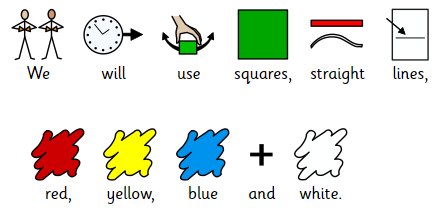 We will use squares, straight lines,
red, yellow, blue and white.